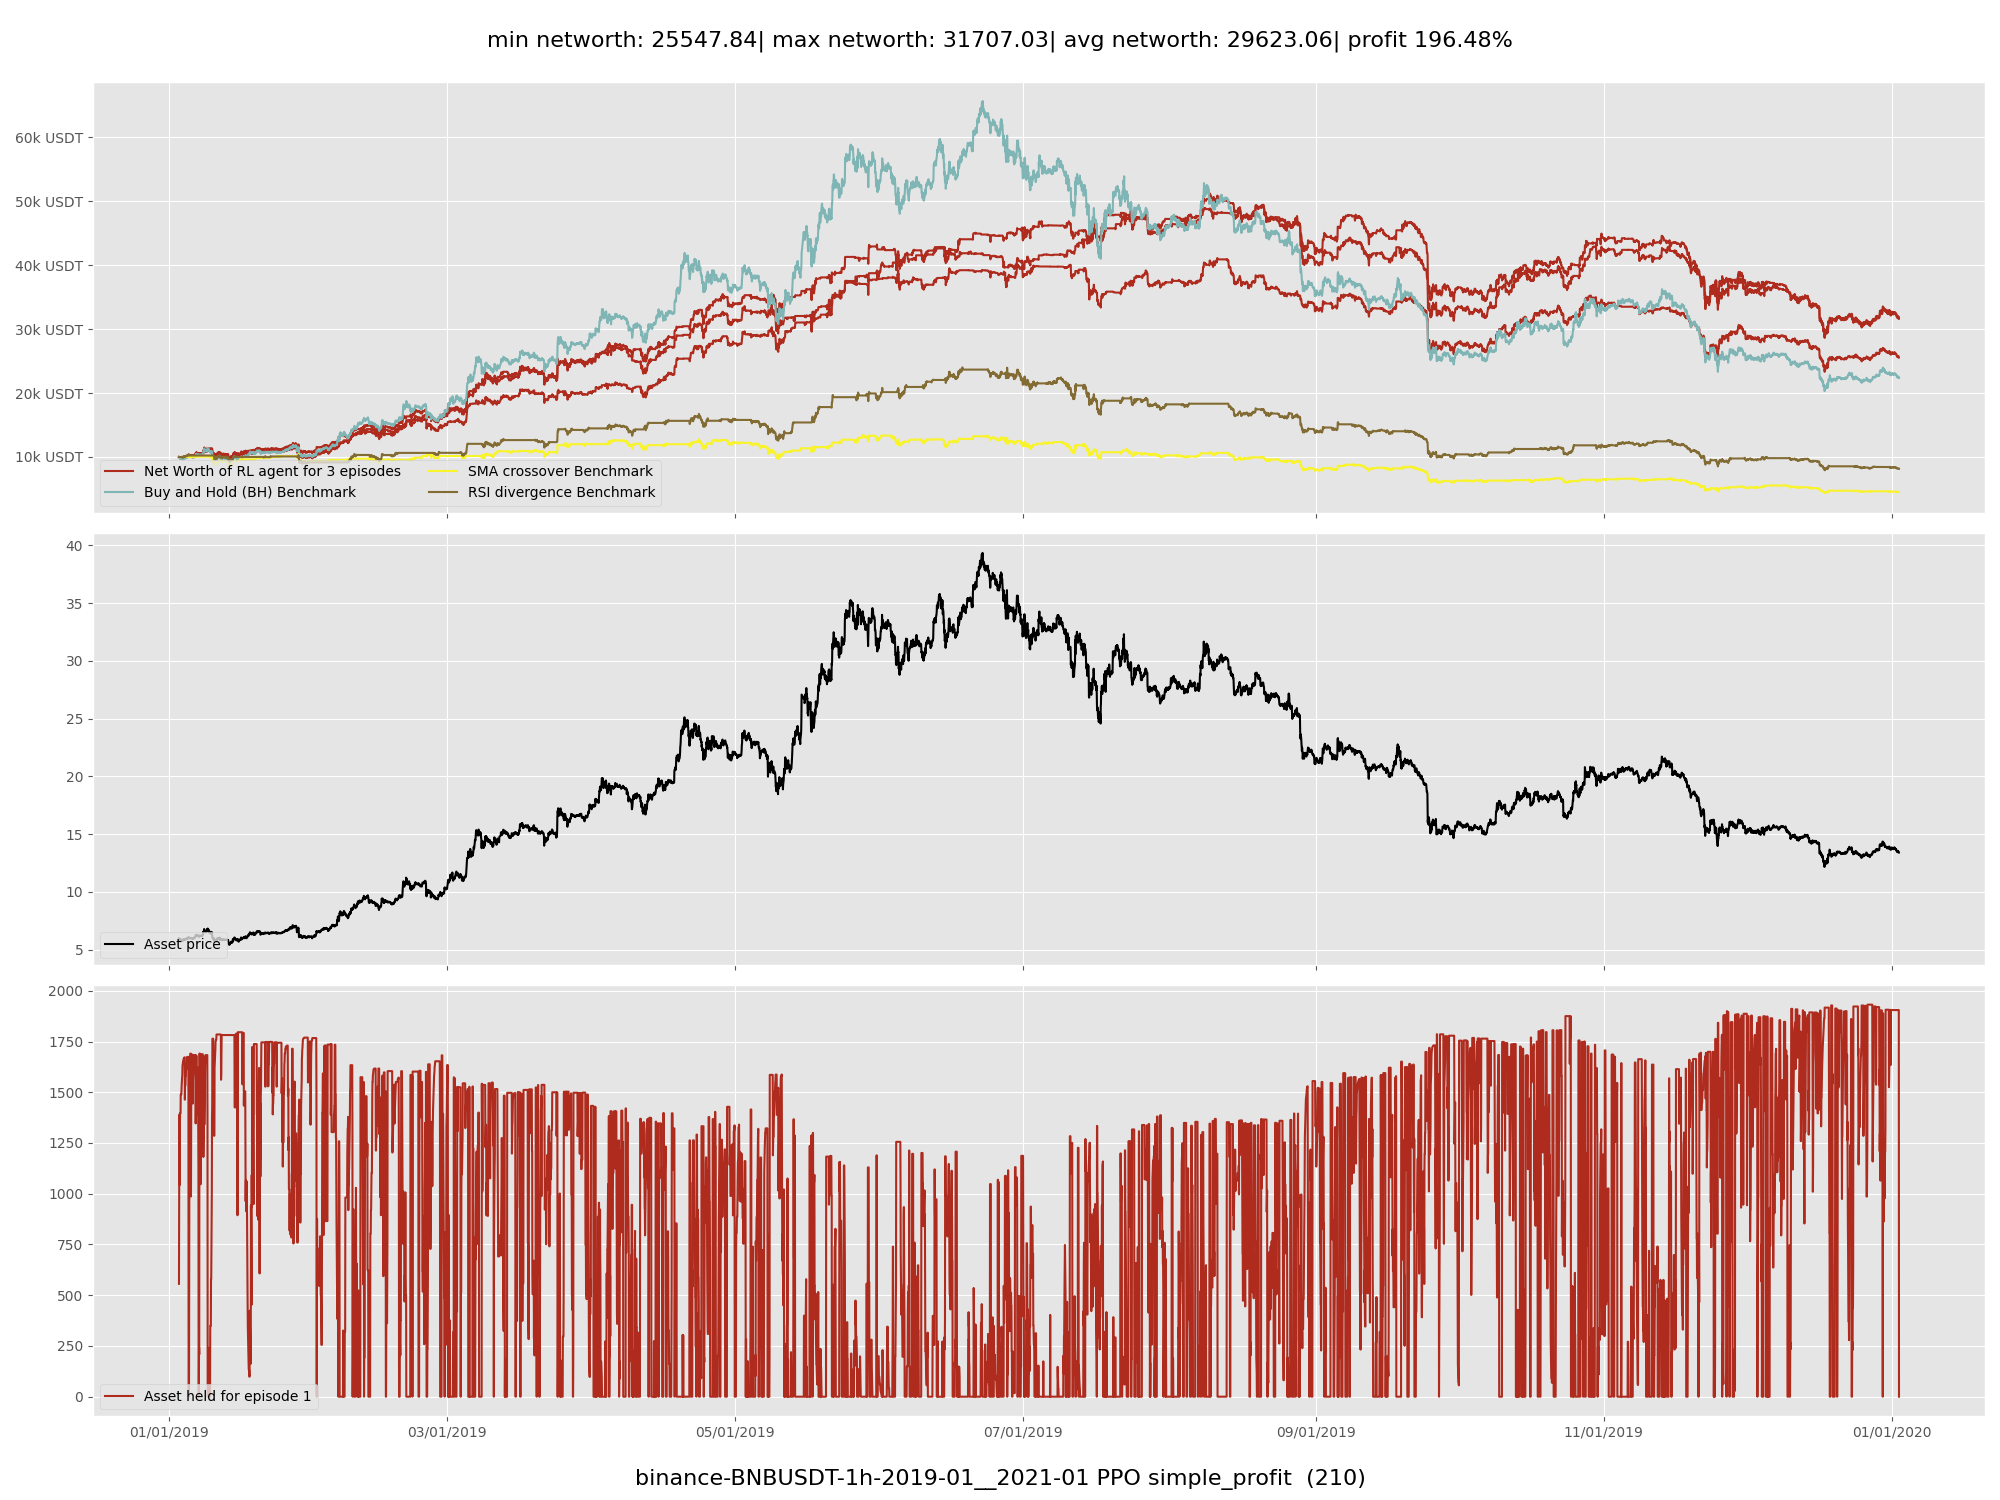 min networth: 25547.84| max networth: 31707.03| avg networth: 29623.06| profit 196.48%
60k USDT
50k USDT
40k USDT
30k USDT
20k USDT
10k USDT
Net Worth of RL agent for 3 episodes
Buy and Hold (BH) Benchmark
SMA crossover Benchmark
RSI divergence Benchmark
40
35
30
25
20
15
10
5
Asset price
2000
1750
1500
1250
1000
750
500
250
0
Asset held for episode 1
01/01/2019
03/01/2019
05/01/2019
07/01/2019
09/01/2019
11/01/2019
01/01/2020
binance-BNBUSDT-1h-2019-01__2021-01 PPO simple_profit  (210)